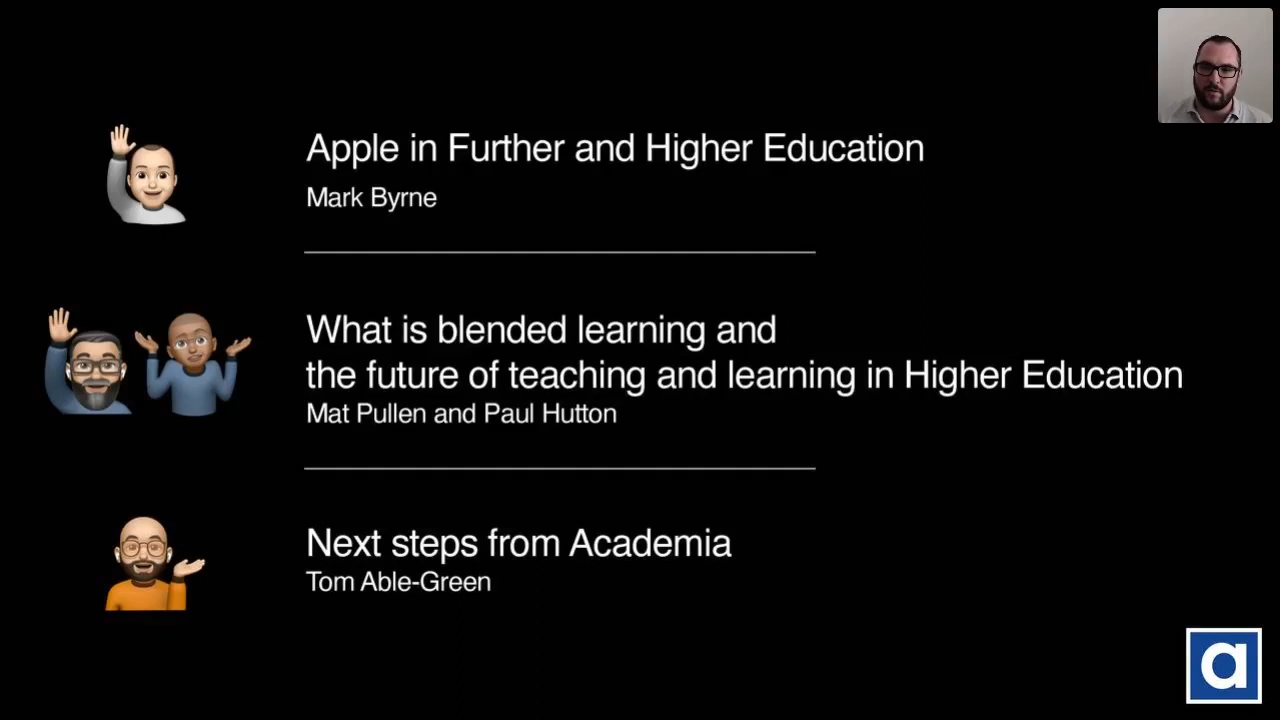 Apple in Further and Higher Education
Mark Byrne
What is blended learning and
the future of teaching and learning in Higher Education
Mat Pullen and Paul Hutton
Next steps from Academia
Tom Able-Green
a